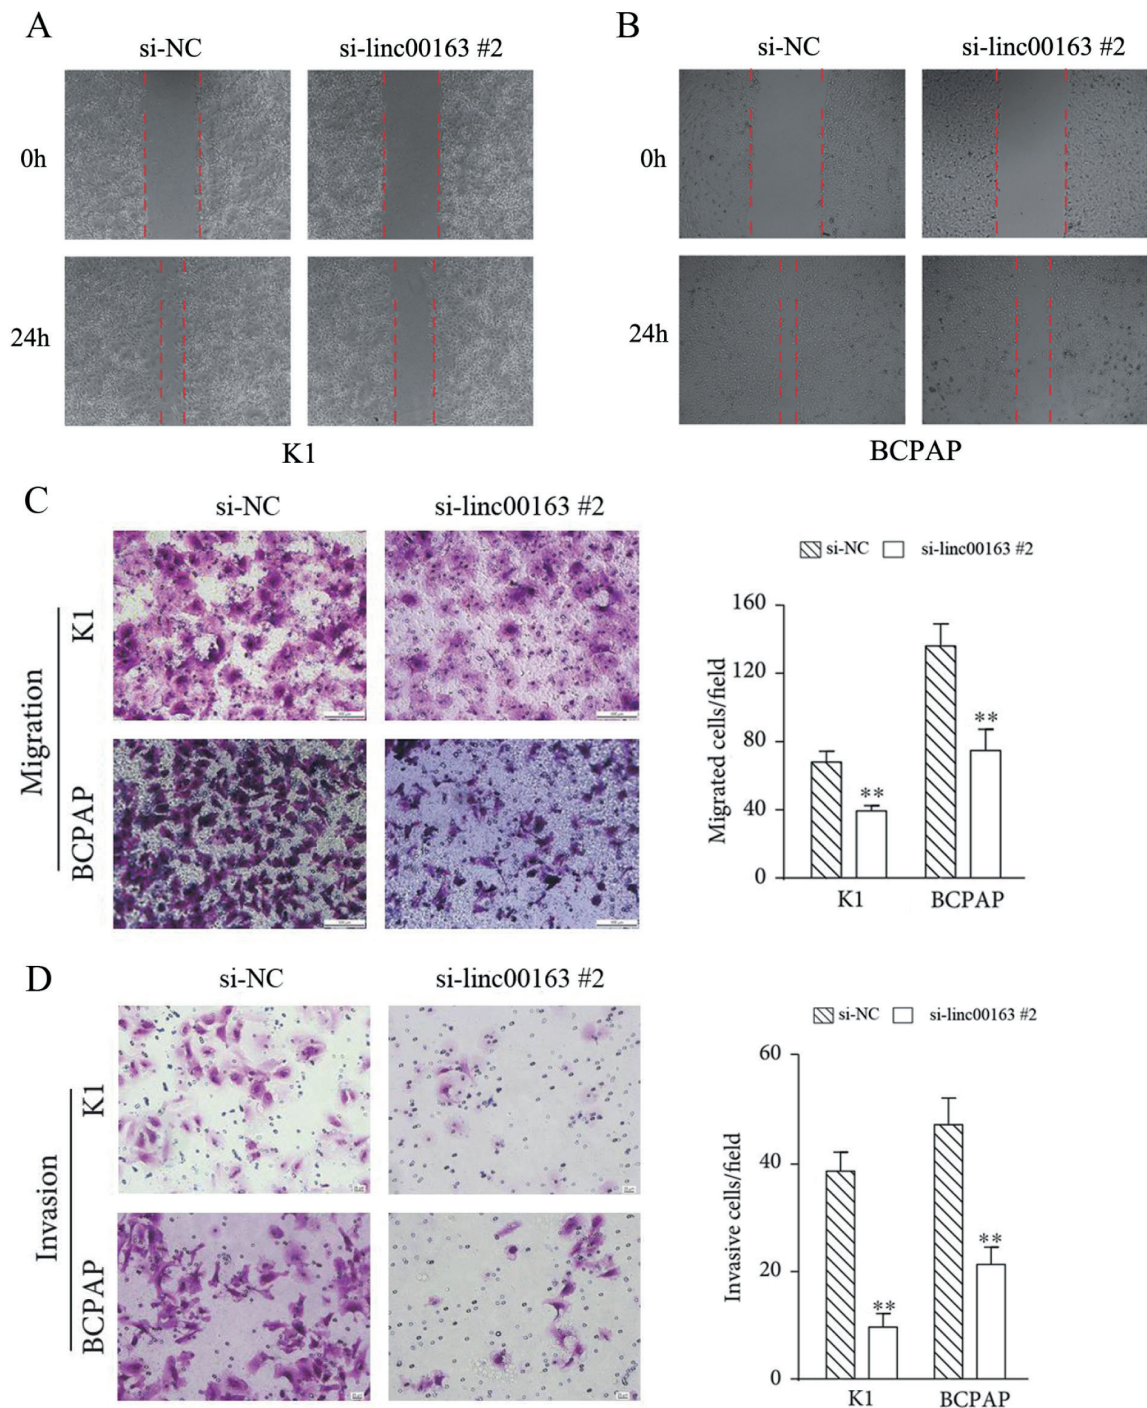 A
si-NC
si-linc00163 #2
0h
24h
K1
B
si-NC
si-linc00163 #2
0h
24h
BCPAP
C
si-NC
si-linc00163 #2
Migration
K1
BCPAP
si-NC
si-linc00163 #2
Migrated cells/field
160
120
80
40
0
**
**
K1
BCPAP
D
si-NC
si-linc00163 #2
Invasion
K1
BCPAP
si-NC
si-linc00163 #2
Invasive cells/field
60
40
20
0
**
**
K1
BCPAP